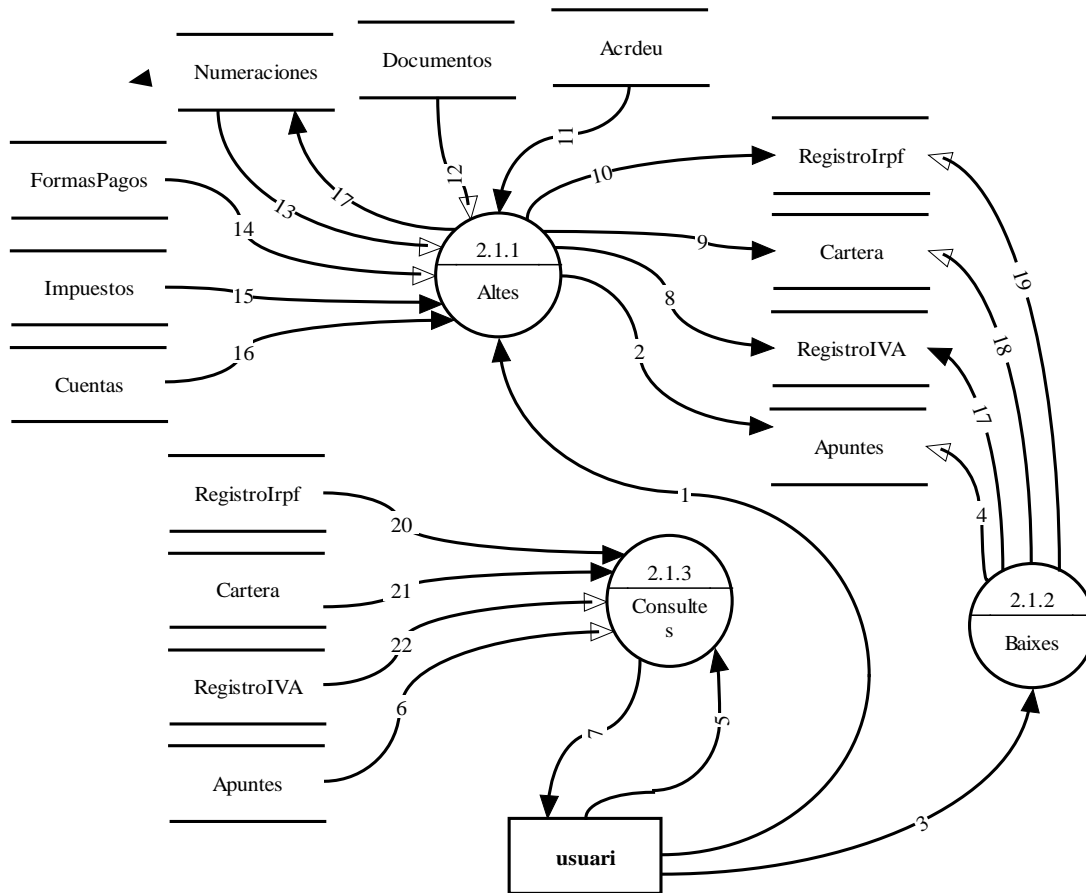 Acrdeu
Documentos
Numeraciones
11
12
RegistroIrpf
10
FormasPagos
13
17
14
2.1.1
9
Cartera
19
Altes
Impuestos
15
8
18
RegistroIVA
2
16
Cuentas
17
Apuntes
1
4
RegistroIrpf
20
2.1.3
Consulte
s
2.1.2
Baixes
Cartera
21
22
RegistroIVA
6
7
5
Apuntes
3
usuari